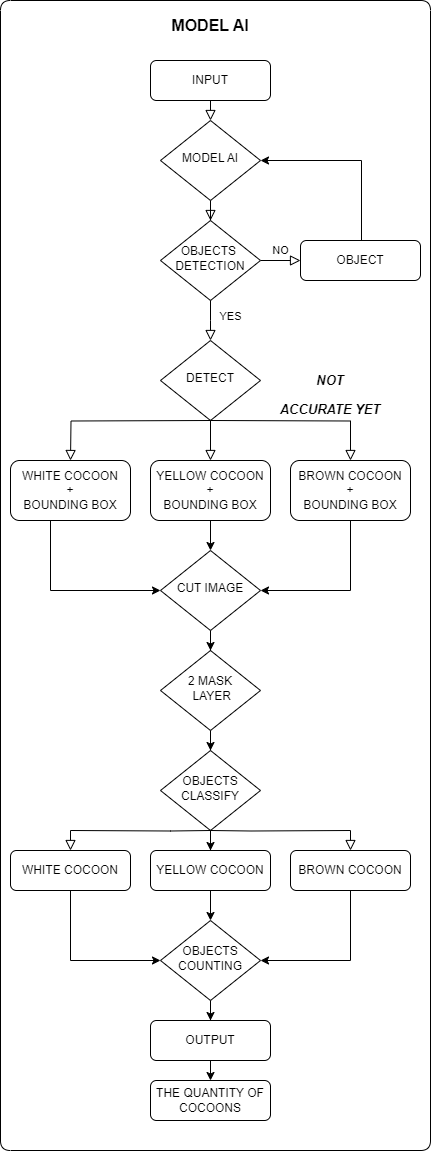 MODEL AI
INPUT
MODEL AI
OBJECTS
DETECTION
NO
OBJECT
YES
DETECT
NOT
ACCURATE YET
WHITE COCOON
+
BOUNDING BOX
YELLOW COCOON
+
BOUNDING BOX
BROWN COCOON
+
BOUNDING BOX
CUT IMAGE
2 MASK
LAYER
OBJECTS
CLASSIFY
WHITE COCOON
YELLOW COCOON
BROWN COCOON
OBJECTS
COUNTING
OUTPUT
THE QUANTITY OF
COCOONS